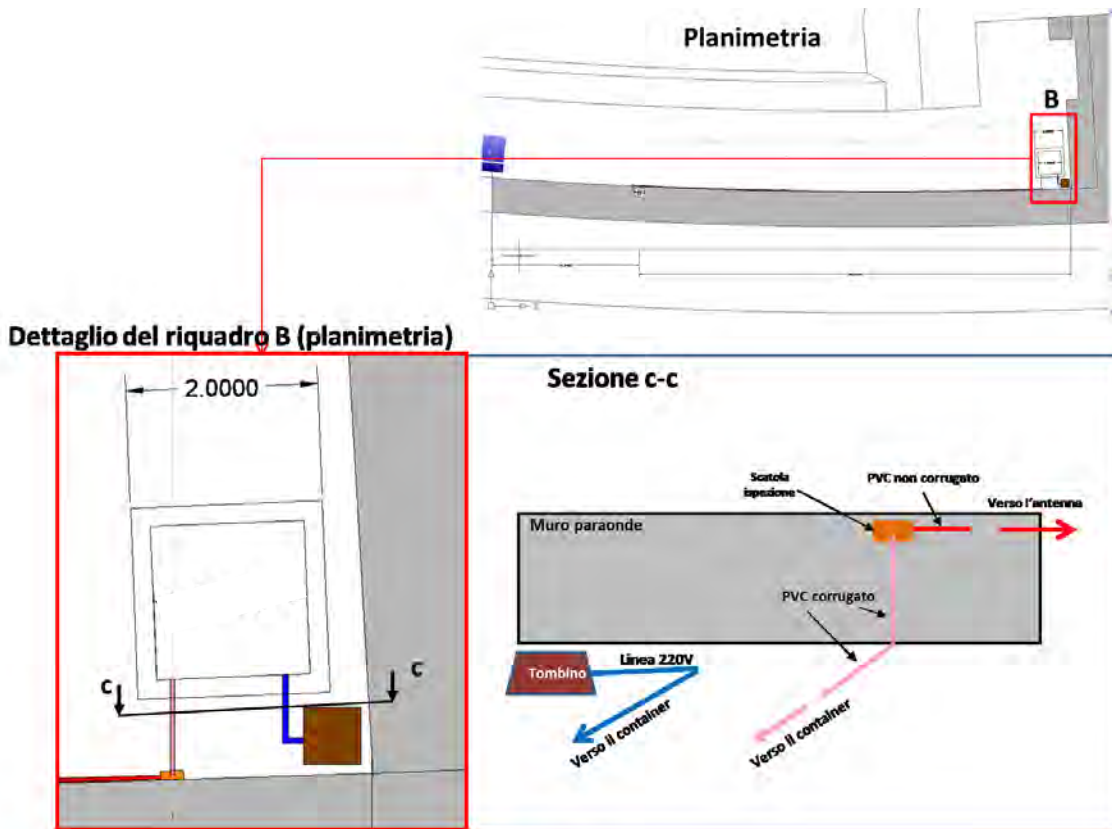 Planimetria
B
Dettaglio del riquadro B (planimetria)
2.0000
C
C
Sezione c-c
Scatola
ispezione
PVC non corrugato
Verso l'antenna
Muro paraonde
PVC corrugato
Tombino
Linea 220V
Verso il container
Verso il container